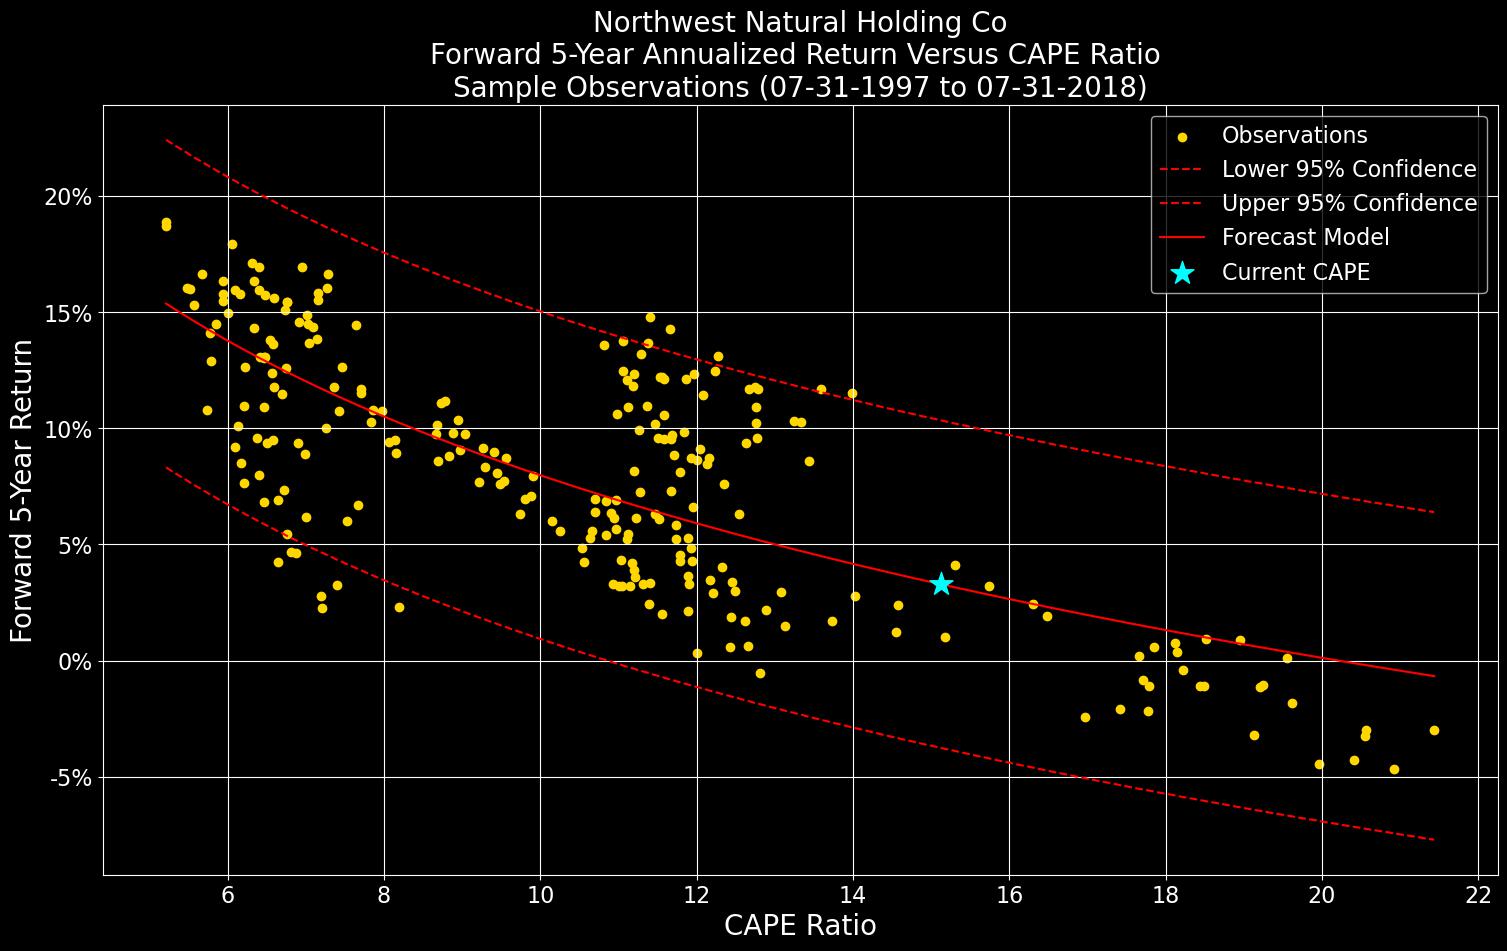 Northwest Natural Holding Co
Forward 5-Year Annualized Return Versus CAPE Ratio
Sample Observations (07-31-1997 to 07-31-2018)
Observations
Lower 95% Confidence
Upper 95% Confidence
Forecast Model
Current CAPE
Forward 5-Year Return
20%
15%
10%
5%
0%
-5%
6 8 10 12 14 16 18 20 22
CAPE Ratio